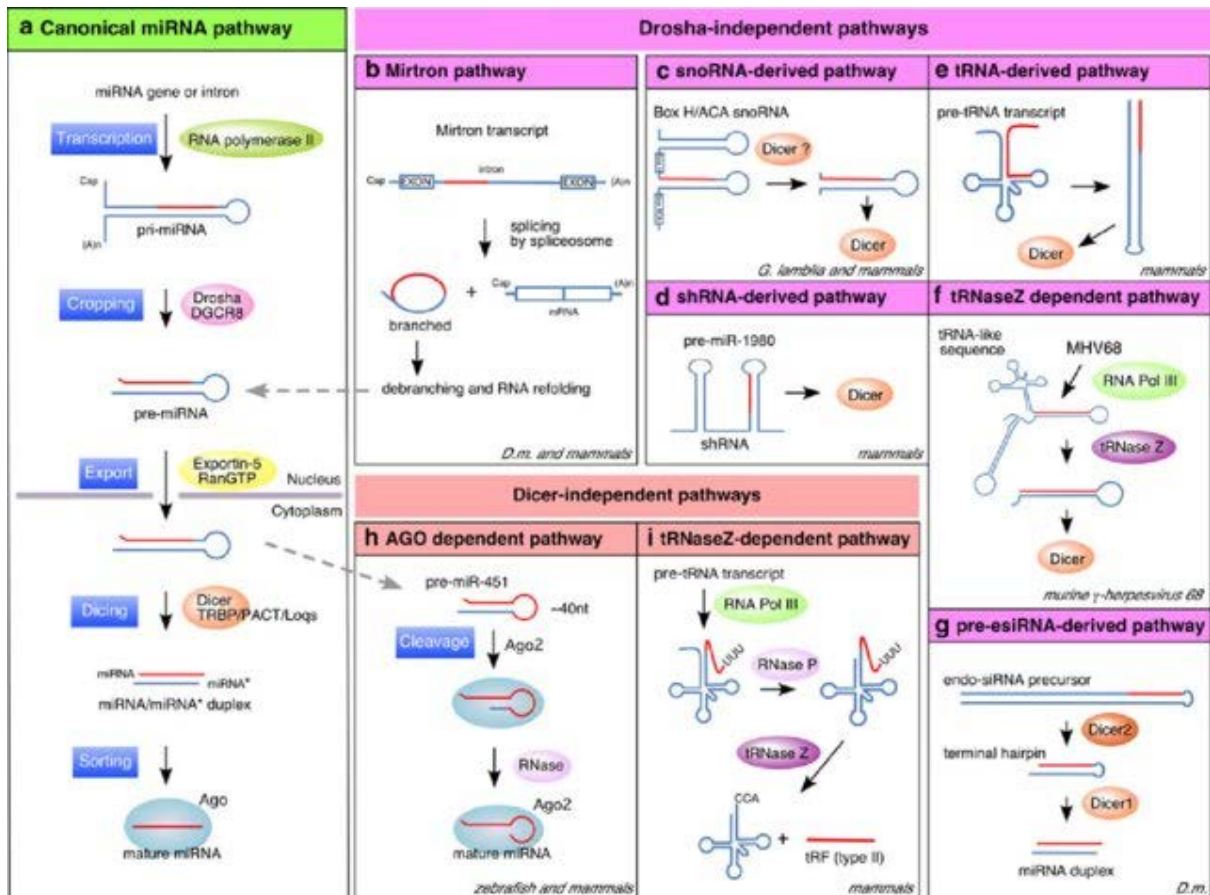 a Canonical miRNA pathway
miRNA gene or intron
Transcription
RNA polymerase II
Cap
(A)n
pri-miRNA
Cropping
Drosha
DGCR8
pre-miRNA
Export
Exportin-5
RanGTP
Nucleus
Cytoplasm
Dicing
Dicer
TRBP/PACT/Loqs
miRNA
miRNA*
miRNA/miRNA* duplex
Sorting
Ago
mature miRNA
Drosha-independent pathways
b Mirtron pathway
Mirtron transcript
intron
Cap
EXON
EXON
(A)n
splicing
by spliceosome
Cap
(A)n
+
mRNA
branched
debranching and RNA refolding
D.m. and mammals
c snoRNA-derived pathway
Box H/ACA snoRNA
Dicer ?
Dicer
G. lamblia and mammals
d shRNA-derived pathway
pre-miR-1980
Dicer
shRNA
mammals
e tRNA-derived pathway
pre-tRNA transcript
Dicer
mammals
f tRNaseZ dependent pathway
tRNA-like
sequence
MHV68
RNA Pol III
tRNase Z
Dicer
murine γ-herpesvirus 68
g pre-esiRNA-derived pathway
endo-siRNA precursor
Dicer2
terminal hairpin
Dicer1
miRNA duplex
D.m.
Dicer-independent pathways
h AGO dependent pathway
pre-miR-451
~40nt
Cleavage
Ago2
RNase
Ago2
mature miRNA
zebrafish and mammals
i tRNaseZ-dependent pathway
pre-tRNA transcript
RNA Pol III
UUU
RNase P
UUU
tRNase Z
CCA
+
tRF (type II)
mammals